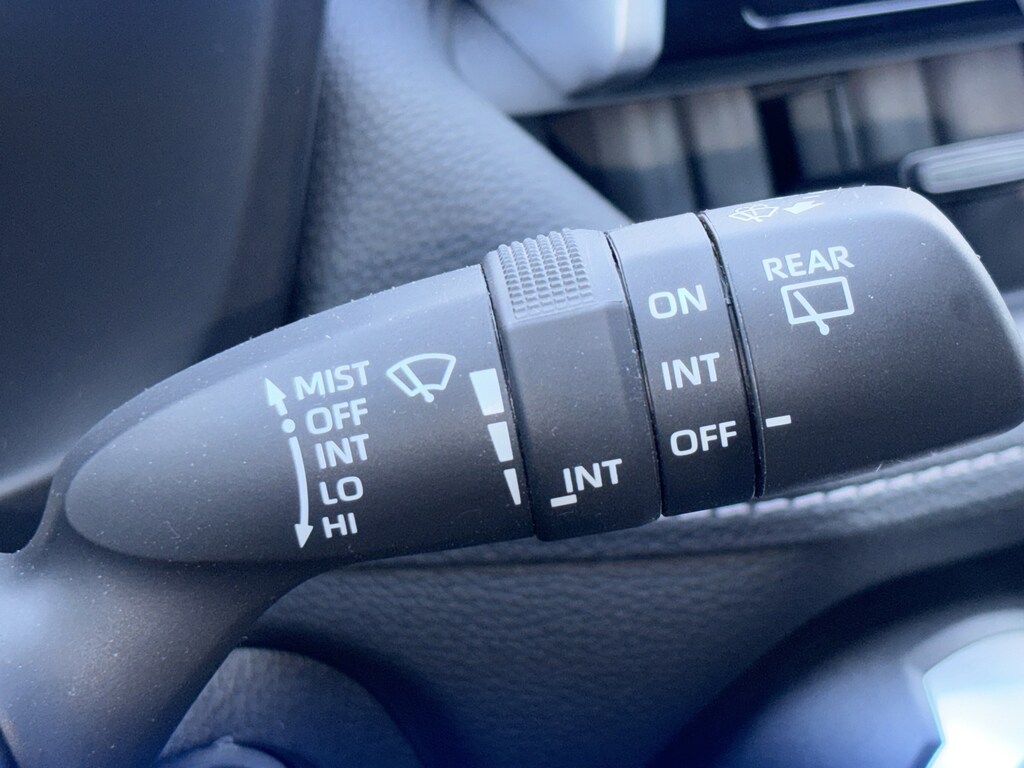 MIST
OFF
INT
LO
HI
INT
ON
INT
OFF
REAR